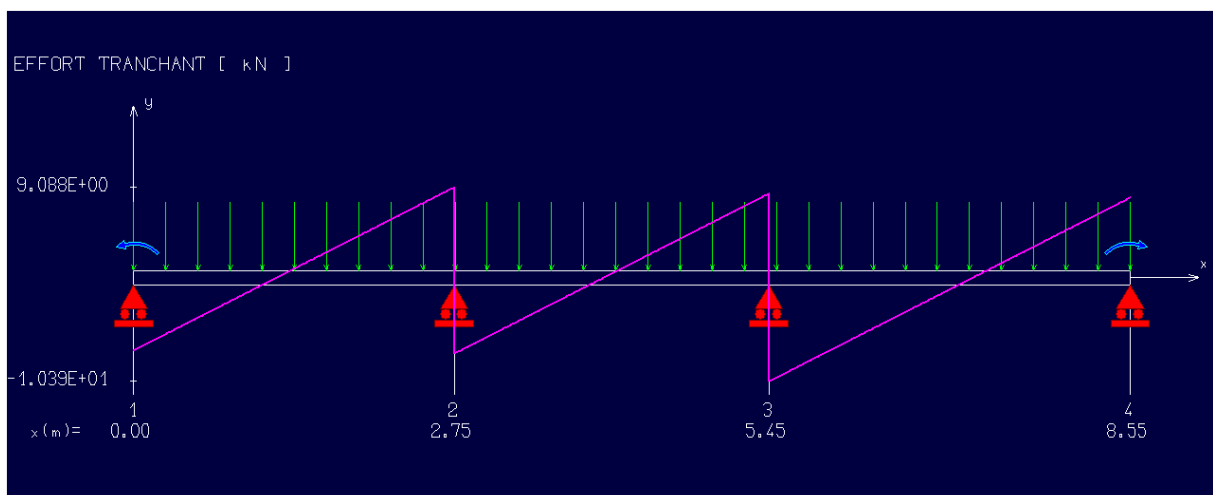 EFFORT TRANCHANT [ kN ]
y
9.088E+00
x
-1.039E+01
1 2 3 4
x(m)= 0.00 2.75 5.45 8.55